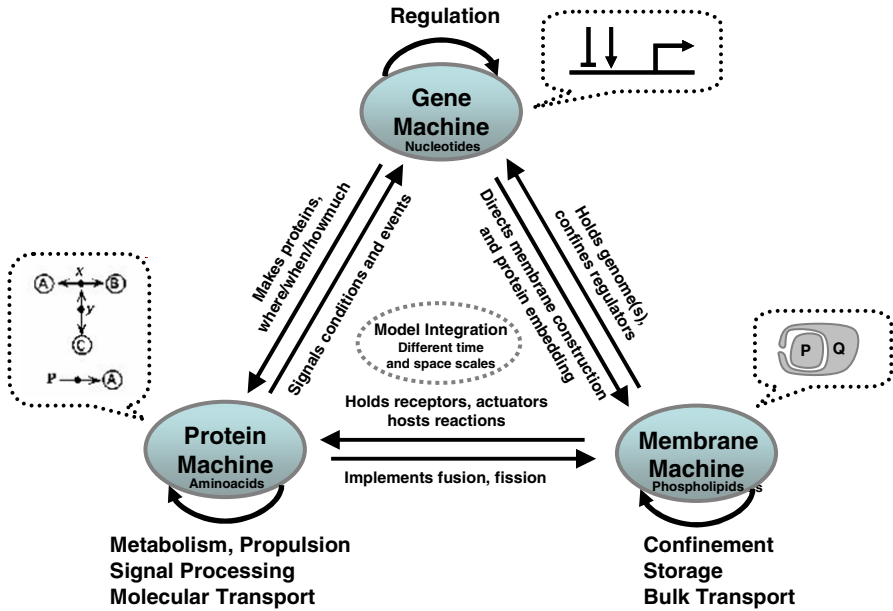 Regulation
Gene
Machine
Nucleotides
Makes proteins,
where/when/howmuch
Signals conditions and events
Directs membrane construction
and protein embedding
Holds genome(s),
confines regulators
x
A
B
y
C
P
A
Model Integration
Different time
and space scales
P
Q
Holds receptors, actuators
hosts reactions
Implements fusion, fission
Protein
Machine
Aminoacids
Membrane
Machine
Phospholipids s
Metabolism, Propulsion
Signal Processing
Molecular Transport
Confinement
Storage
Bulk Transport